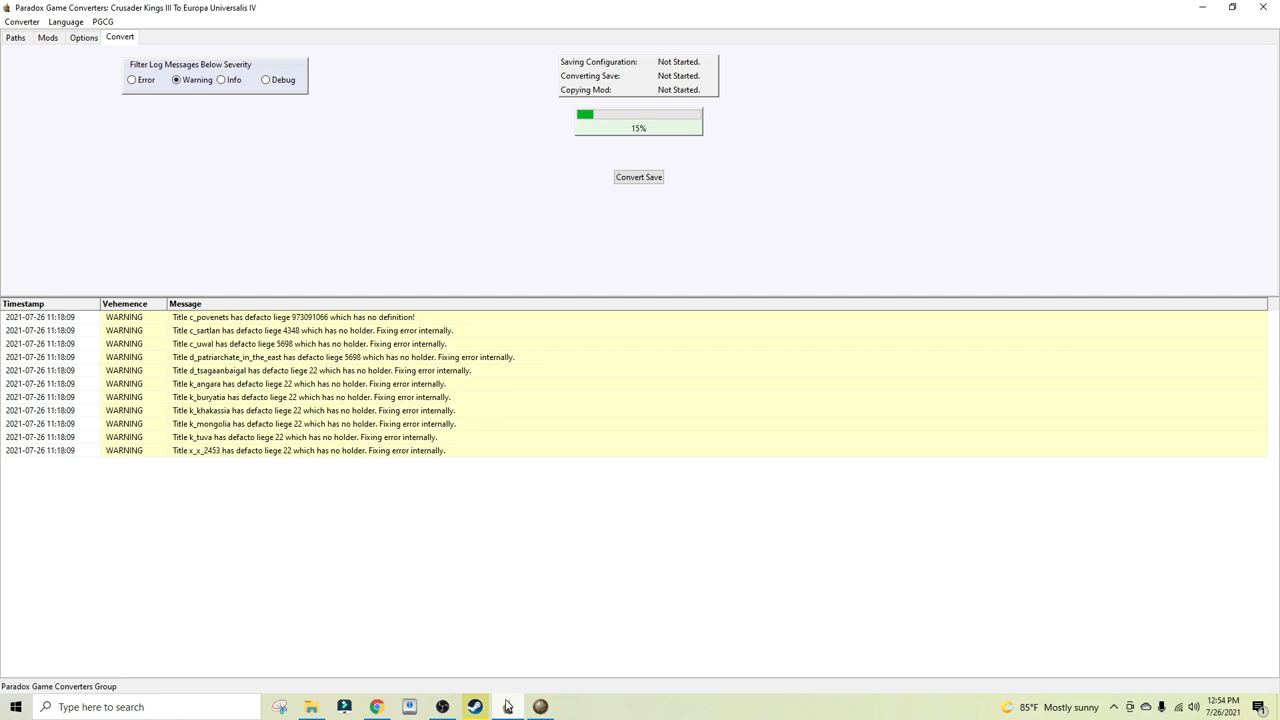 Paradox Game Converters: Crusader Kings III To Europa Universalis IV
Converter Language PGCG
Paths Mods Options Convert
Filter Log Messages Below Severity
Error Warning Info Debug
Saving Configuration: Not Started.
Converting Save: Not Started.
Copying Mod: Not Started.
15%
Convert Save
Timestamp Vehemence Message
2021-07-26 11:18:09 WARNING Title c_povenets has defacto liege 973091066 which has no definition!
2021-07-26 11:18:09 WARNING Title c_sartlan has defacto liege 4348 which has no holder. Fixing error internally.
2021-07-26 11:18:09 WARNING Title c_uwal has defacto liege 5698 which has no holder. Fixing error internally.
2021-07-26 11:18:09 WARNING Title d_patriarchate_in_the_east has defacto liege 5698 which has no holder. Fixing error internally.
2021-07-26 11:18:09 WARNING Title d_tsagaanbaigal has defacto liege 22 which has no holder. Fixing error internally.
2021-07-26 11:18:09 WARNING Title k_angara has defacto liege 22 which has no holder. Fixing error internally.
2021-07-26 11:18:09 WARNING Title k_buryatia has defacto liege 22 which has no holder. Fixing error internally.
2021-07-26 11:18:09 WARNING Title k_khakassia has defacto liege 22 which has no holder. Fixing error internally.
2021-07-26 11:18:09 WARNING Title k_mongolia has defacto liege 22 which has no holder. Fixing error internally.
2021-07-26 11:18:09 WARNING Title k_tuva has defacto liege 22 which has no holder. Fixing error internally.
2021-07-26 11:18:09 WARNING Title x_x_2453 has defacto liege 22 which has no holder. Fixing error internally.
Paradox Game Converters Group
Type here to search
85°F Mostly sunny
12:54 PM
7/26/2021